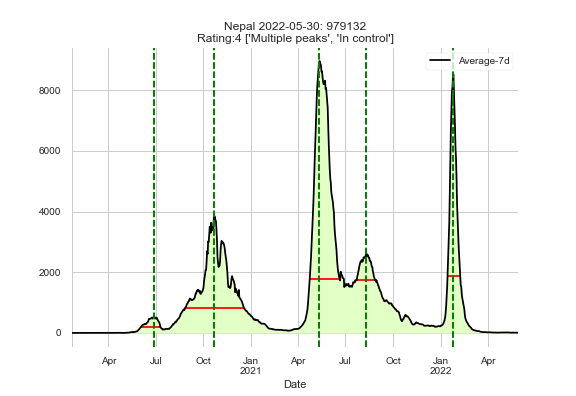 Nepal 2022-05-30: 979132
Rating:4 ['Multiple peaks', 'In control']
Average-7d
8000
6000
4000
2000
0
Apr Jul Oct Jan Apr Jul Oct Jan Apr
2021 2022
Date